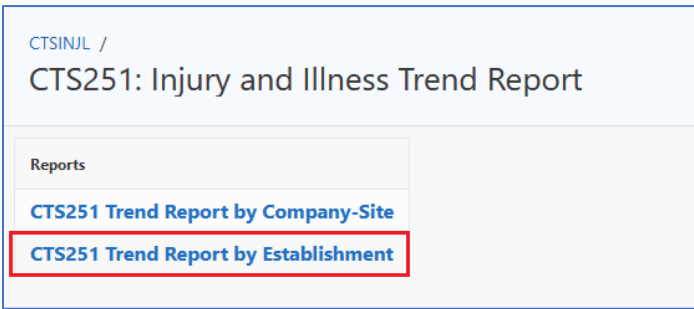 CTSINJL /
CTS251: Injury and Illness Trend Report
Reports
CTS251 Trend Report by Company-Site
CTS251 Trend Report by Establishment